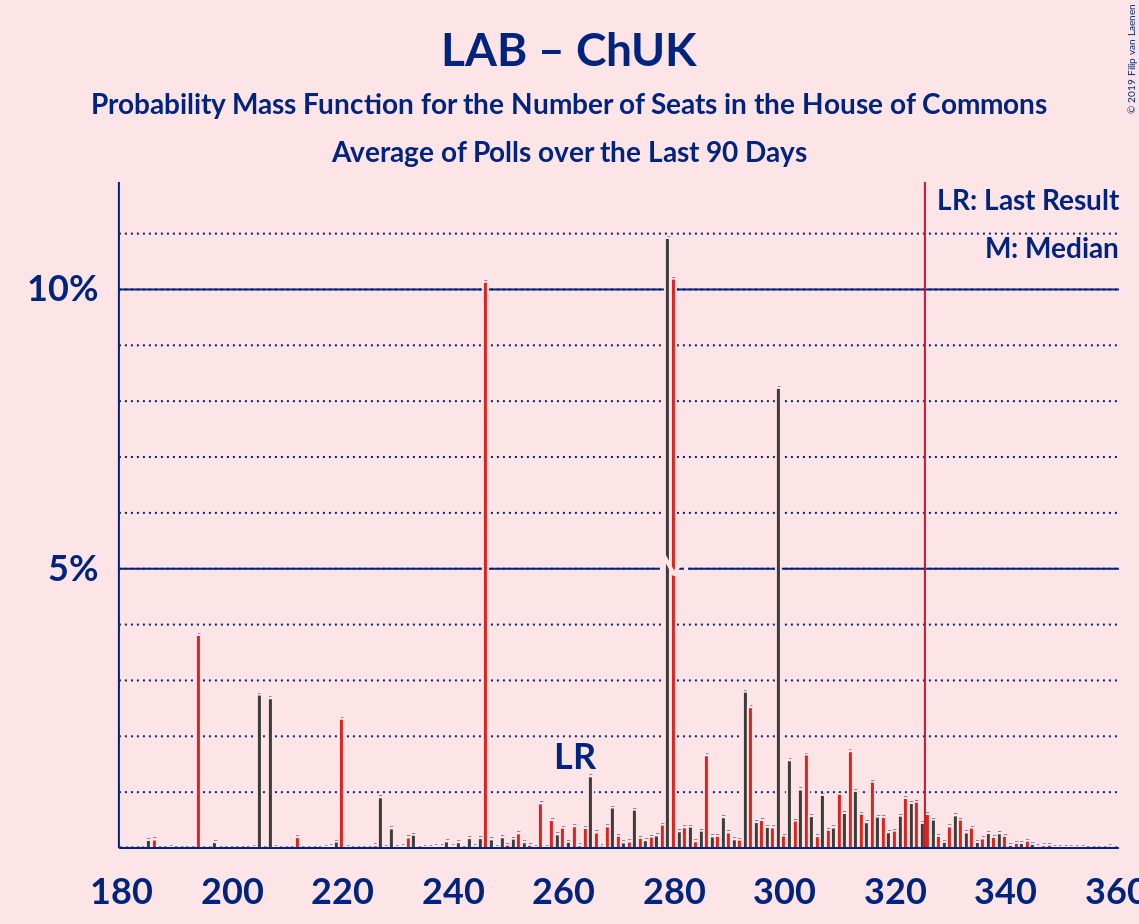 LAB – ChUK
Probability Mass Function for the Number of Seats in the House of Commons
Average of Polls over the Last 90 Days
© 2019 Filip van Laenen
LR: Last Result
M: Median
10%
5%
LR
180 200 220 240 260 280 300 320 340 360